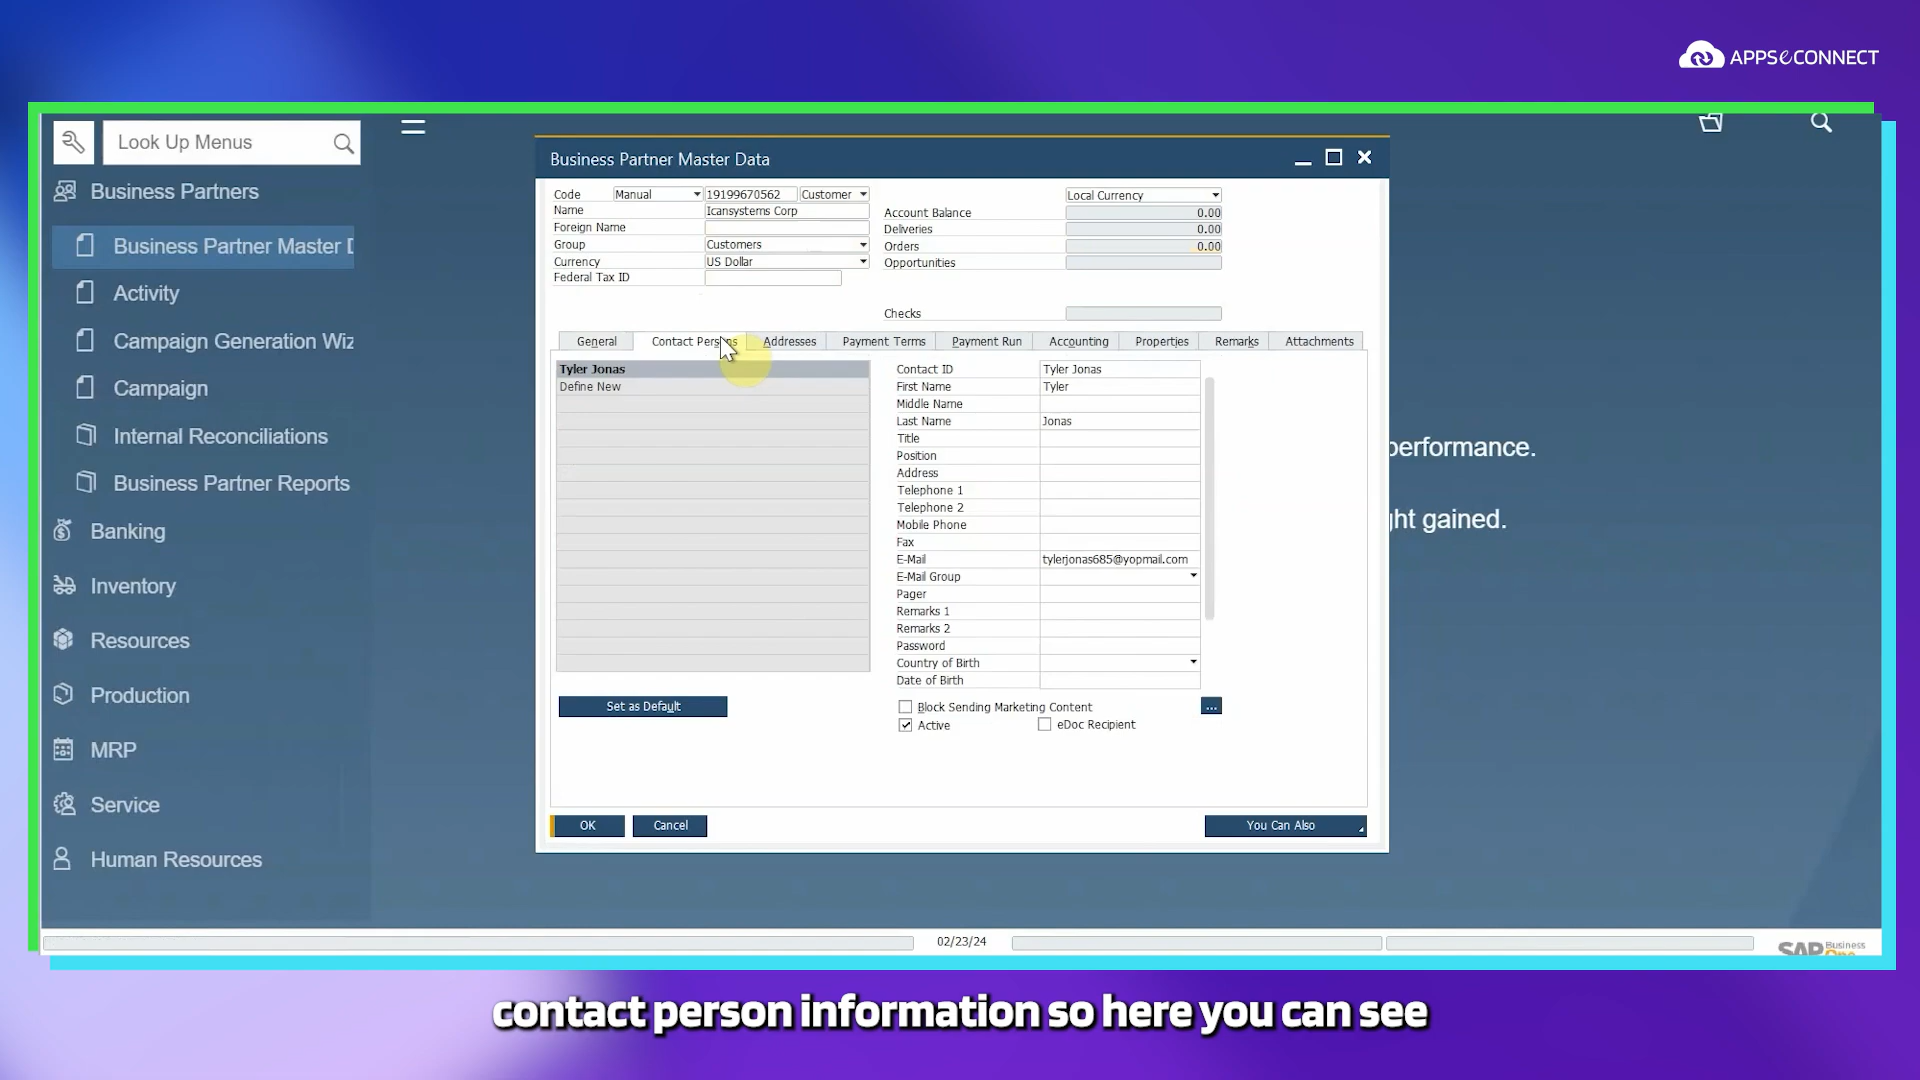 APPSeCONNECT
Look Up Menus
Business Partners
Business Partner Master D
Activity
Campaign Generation Wiz
Campaign
Internal Reconciliations
Business Partner Reports
Banking
Inventory
Resources
Production
MRP
Service
Human Resources
Business Partner Master Data
Code Manual 19199670562 Customer
Name Icansystems Corp
Foreign Name
Group Customers
Currency US Dollar
Federal Tax ID
Local Currency
Account Balance 0.00
Deliveries 0.00
Orders 0.00
Opportunities
Checks
General Contact Persons Addresses Payment Terms Payment Run Accounting Properties Remarks Attachments
Tyler Jonas
Define New
Contact ID Tyler Jonas
First Name Tyler
Middle Name
Last Name Jonas
Title
Position
Address
Telephone 1
Telephone 2
Mobile Phone
Fax
E-Mail tylerjonas685@yopmail.com
E-Mail Group
Pager
Remarks 1
Remarks 2
Password
Country of Birth
Date of Birth
Set as Default
Block Sending Marketing Content ...
Active eDoc Recipient
OK Cancel You Can Also
performance.
ght gained.
02/23/24
SAP Business One
contact person information so here you can see